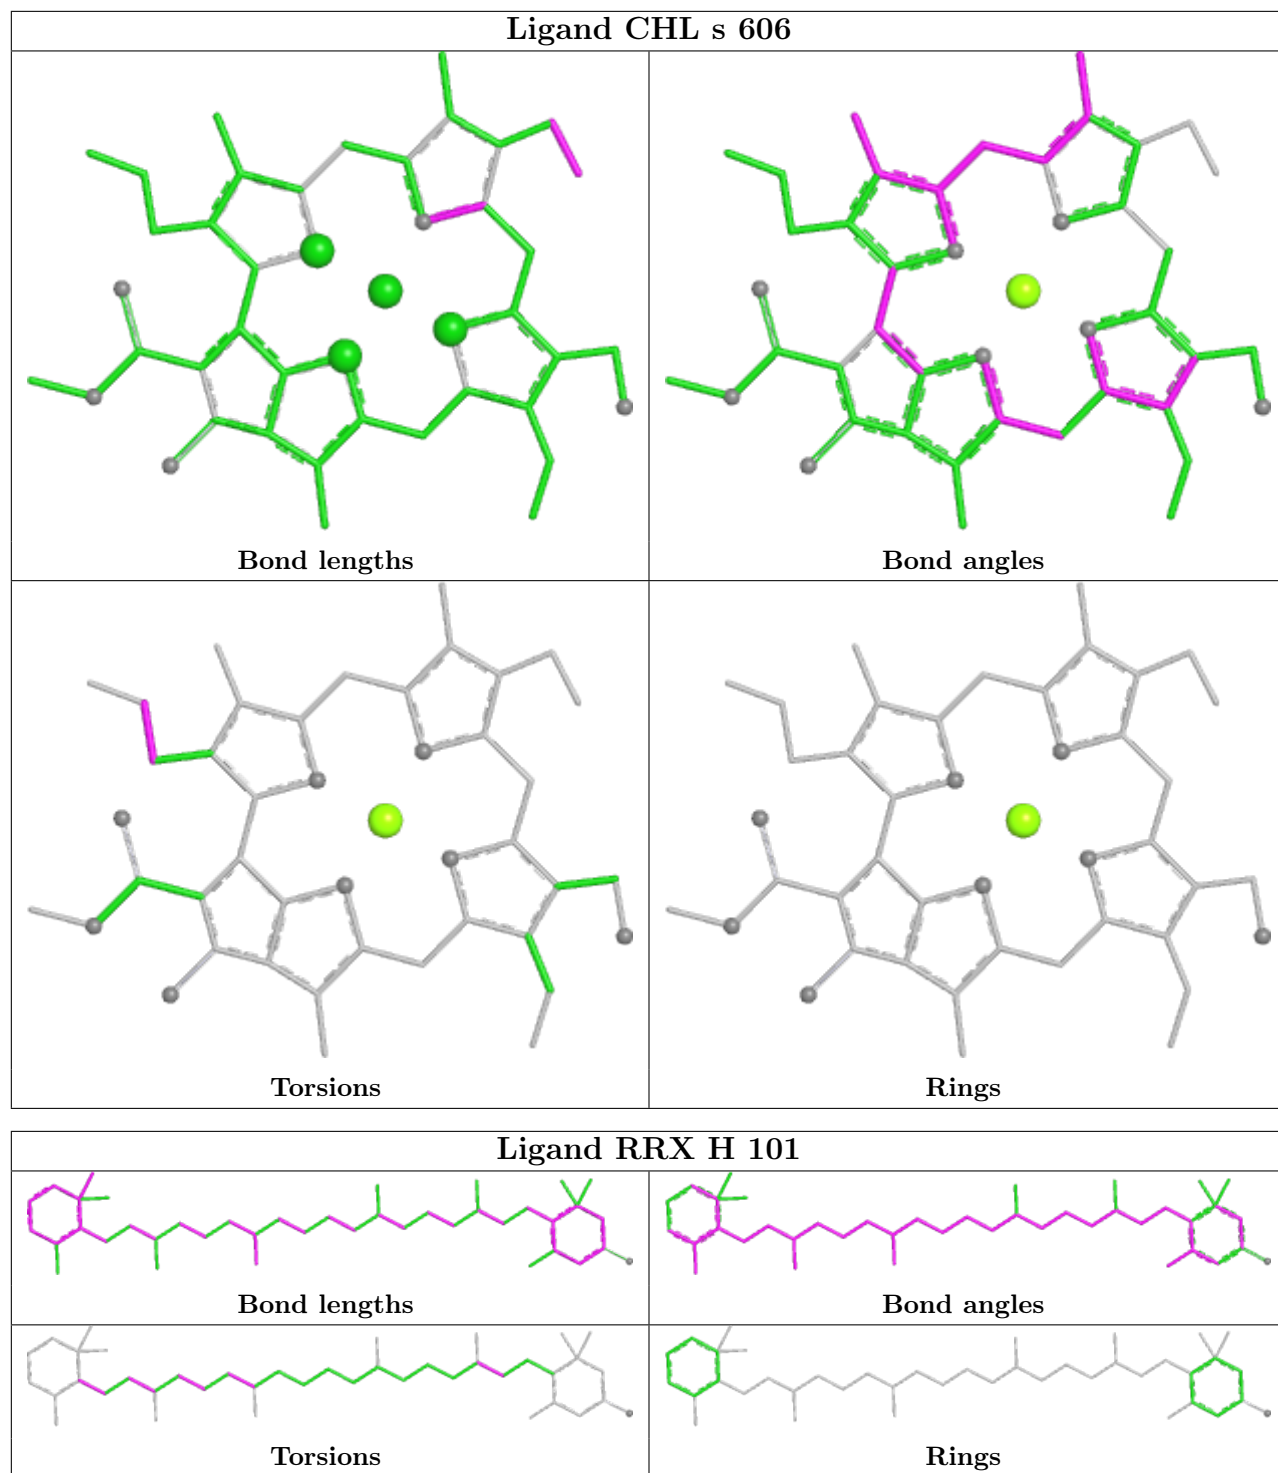 Ligand CHL s 606
Bond lengths
Bond angles
Torsions
Rings
Ligand RRX H 101
Bond lengths
Bond angles
Torsions
Rings